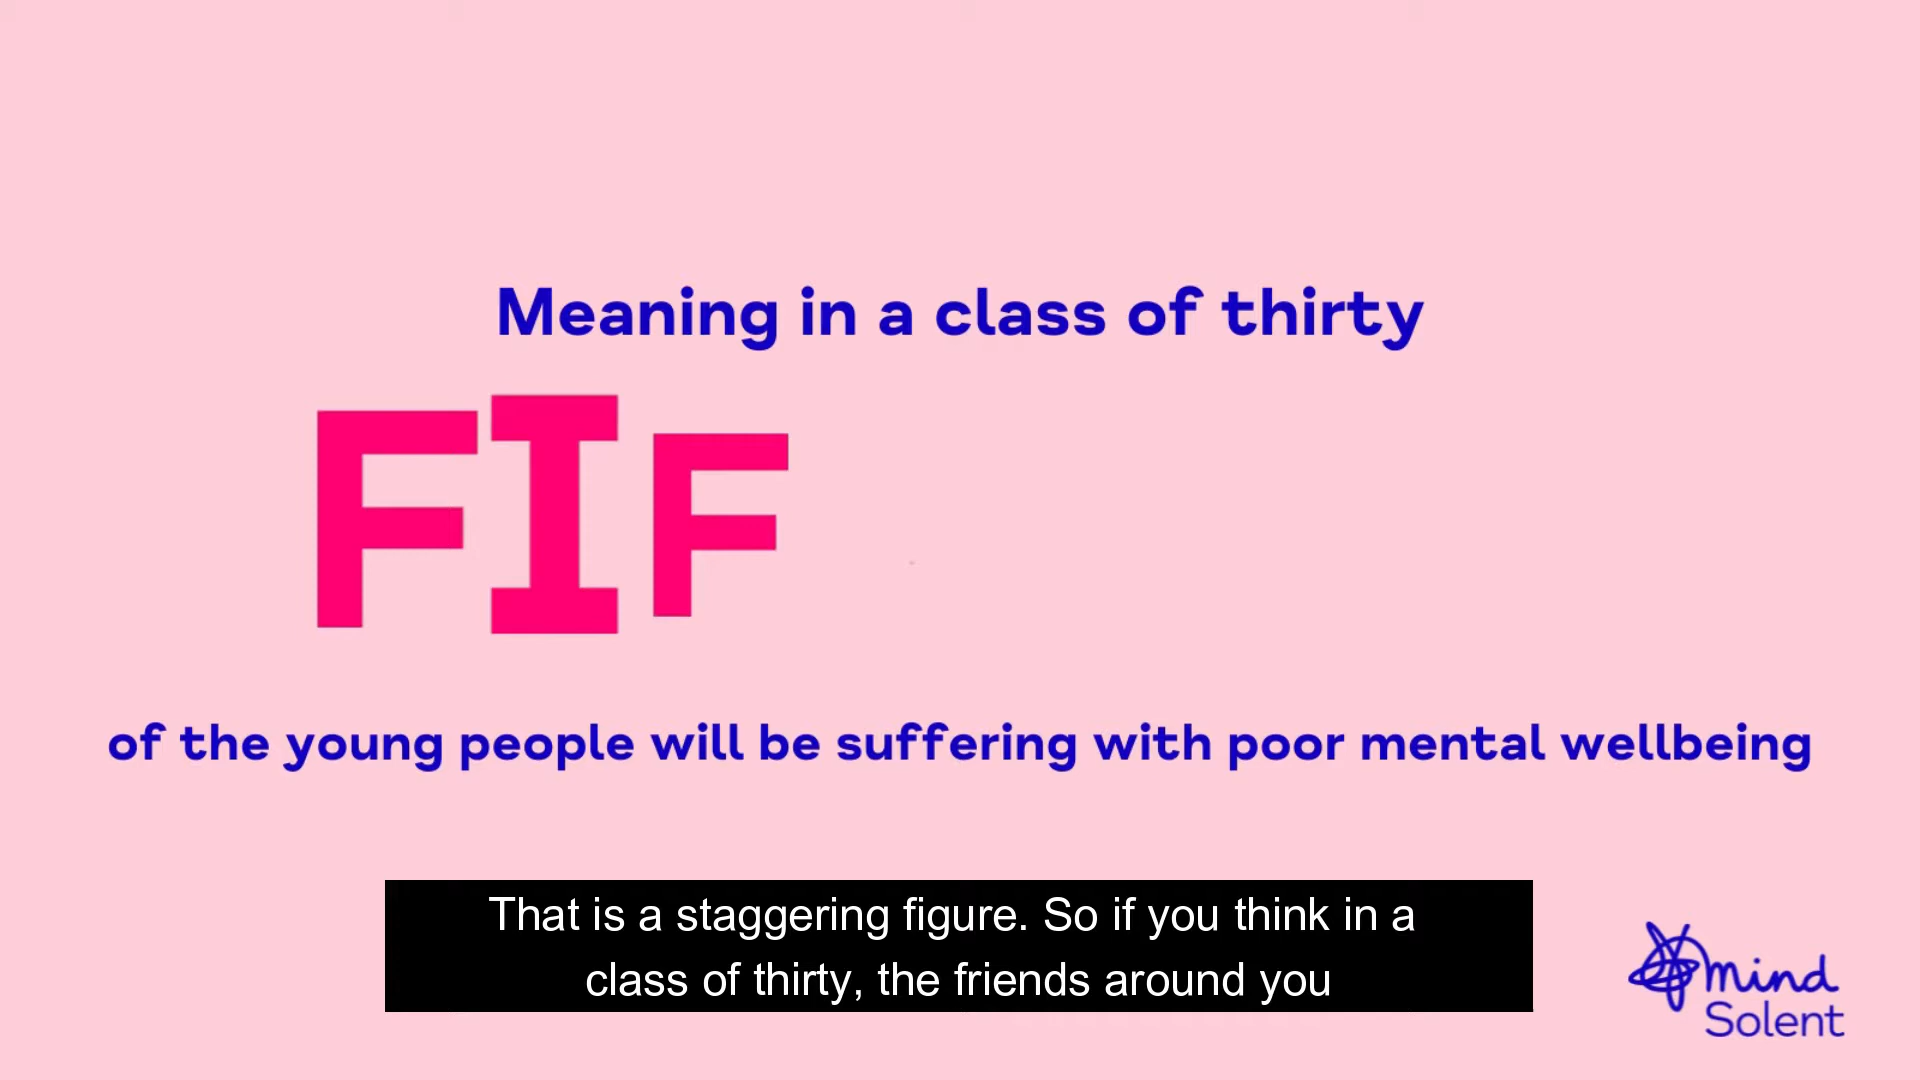 Meaning in a class of thirty
FIF
of the young people will be suffering with poor mental wellbeing
That is a staggering figure. So if you think in a
class of thirty, the friends around you
mind
Solent